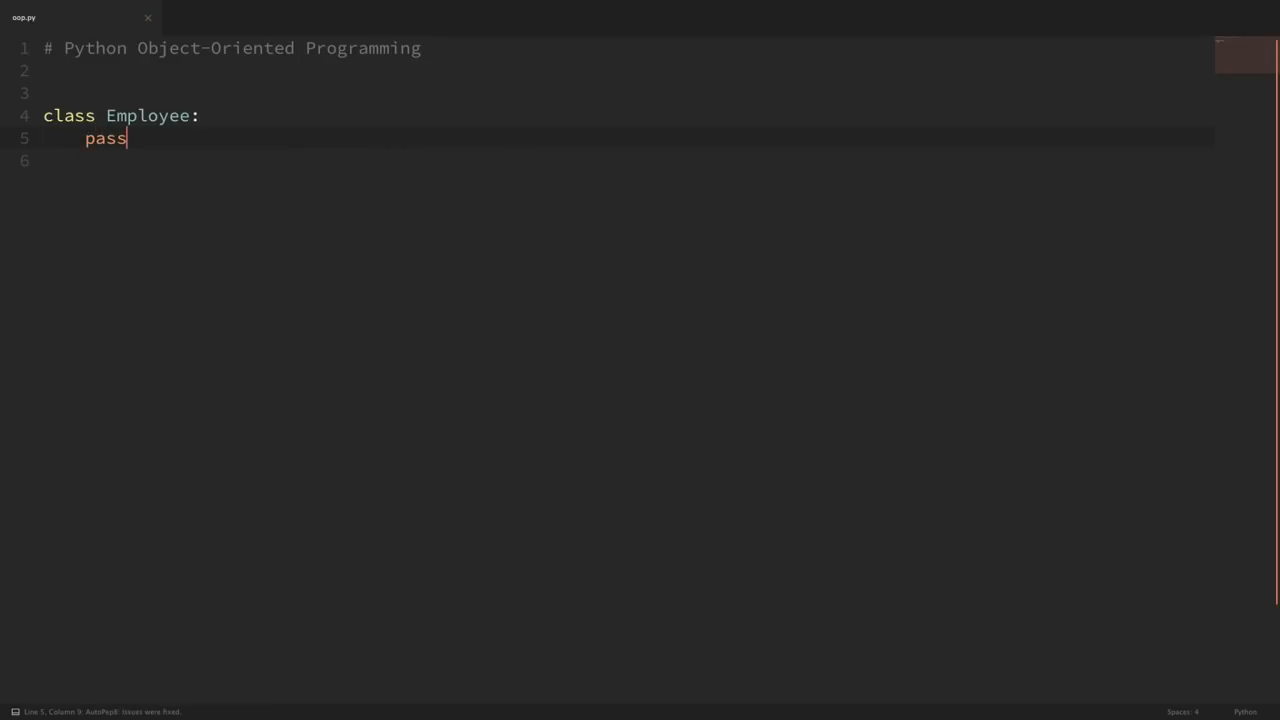 oop.py
1 # Python Object-Oriented Programming
2
3
4 class Employee:
5     pass
6
Line 5, Column 9: AutoPep8: Issues were fixed.
Spaces: 4
Python